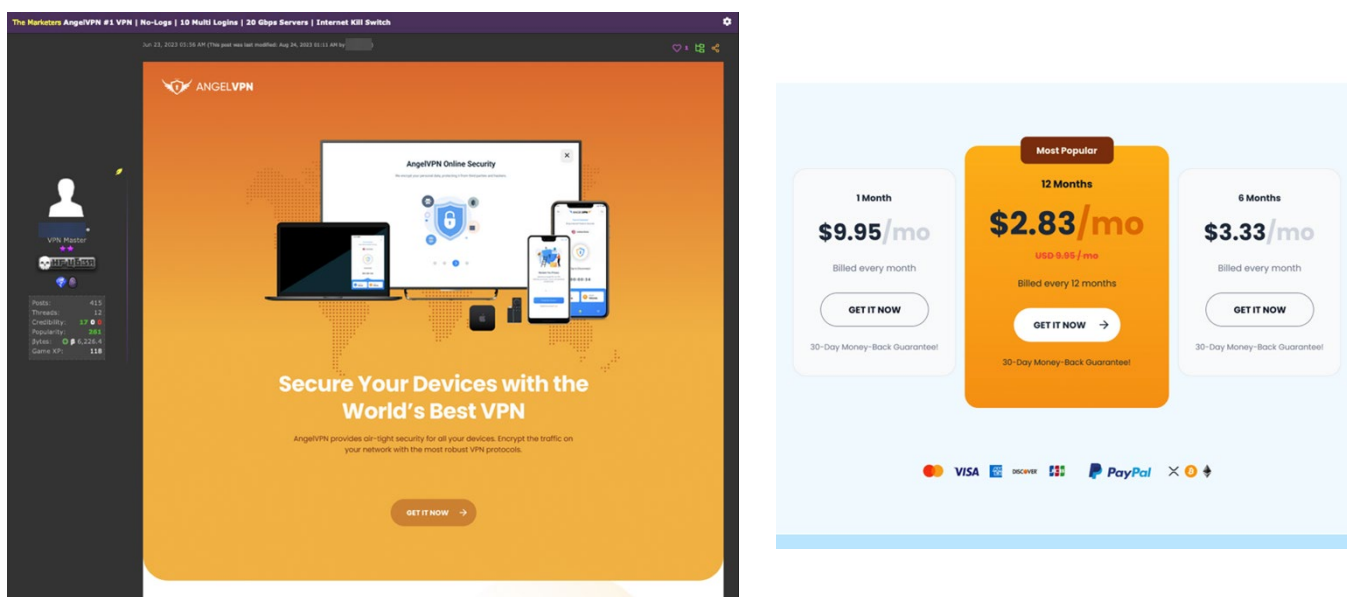 The Marketers AngelVPN #1 VPN | No-Logs | 10 Multi Logins | 20 Gbps Servers | Internet Kill Switch
Jun 23, 2023 05:58 AM (This post was last modified: Aug 24, 2023 01:11 AM by )
ANGELVPN
AngelVPN Online Security
VPN Master
HF-Ub3r
Posts: 415
Threads: 12
Credibility: 17 0 0
Popularity: 261
Bytes: 6,226.4
Game XP: 118
Secure Your Devices with the
World's Best VPN
AngelVPN provides air-tight security for all your devices. Encrypt the traffic on
your network with the most robust VPN protocols.
GET IT NOW →
Most Popular
1 Month
$9.95/mo
Billed every month
GET IT NOW
30-Day Money-Back Guarantee!
12 Months
$2.83/mo
USD 9.95 / mo
Billed every 12 months
GET IT NOW →
30-Day Money-Back Guarantee!
6 Months
$3.33/mo
Billed every month
GET IT NOW
30-Day Money-Back Guarantee!
VISA DISCOVER JCB PayPal